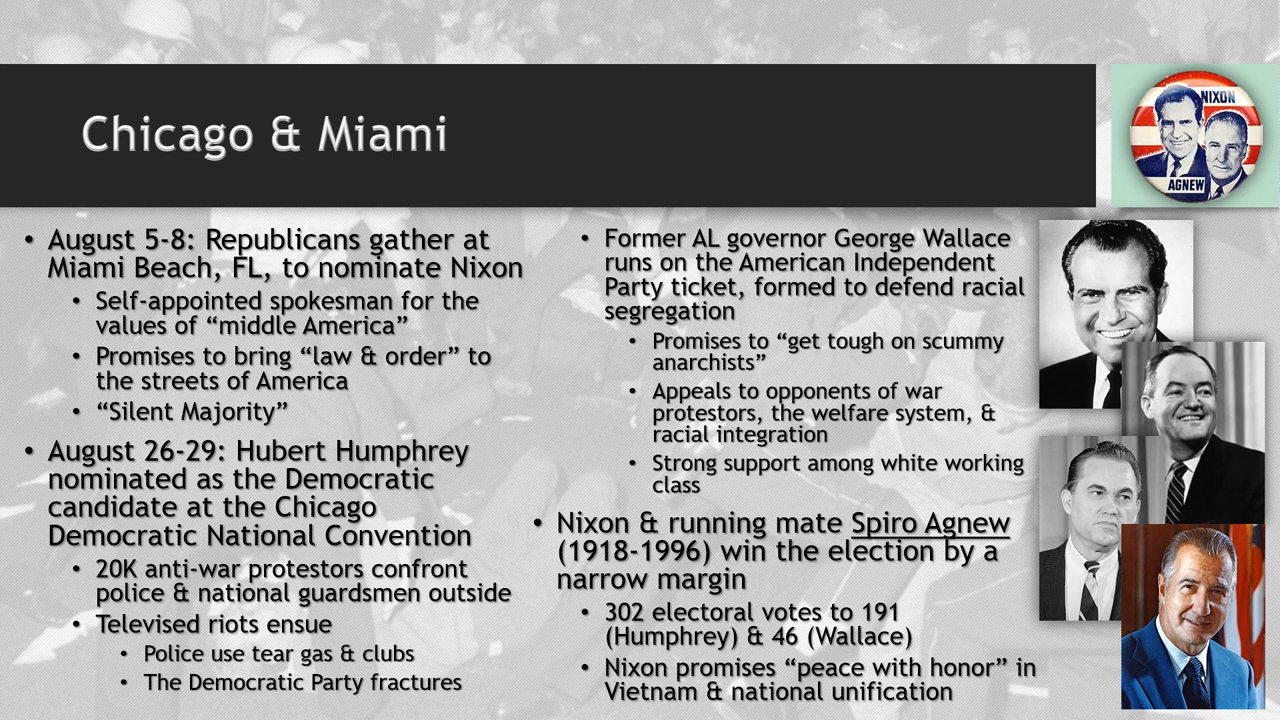 Chicago & Miami
NIXON
AGNEW
• August 5-8: Republicans gather at
Miami Beach, FL, to nominate Nixon
• Self-appointed spokesman for the
values of “middle America”
• Promises to bring “law & order” to
the streets of America
• “Silent Majority”
• August 26-29: Hubert Humphrey
nominated as the Democratic
candidate at the Chicago
Democratic National Convention
• 20K anti-war protestors confront
police & national guardsmen outside
• Televised riots ensue
• Police use tear gas & clubs
• The Democratic Party fractures
• Former AL governor George Wallace
runs on the American Independent
Party ticket, formed to defend racial
segregation
• Promises to “get tough on scummy
anarchists”
• Appeals to opponents of war
protestors, the welfare system, &
racial integration
• Strong support among white working
class
• Nixon & running mate Spiro Agnew
(1918-1996) win the election by a
narrow margin
• 302 electoral votes to 191
(Humphrey) & 46 (Wallace)
• Nixon promises “peace with honor” in
Vietnam & national unification